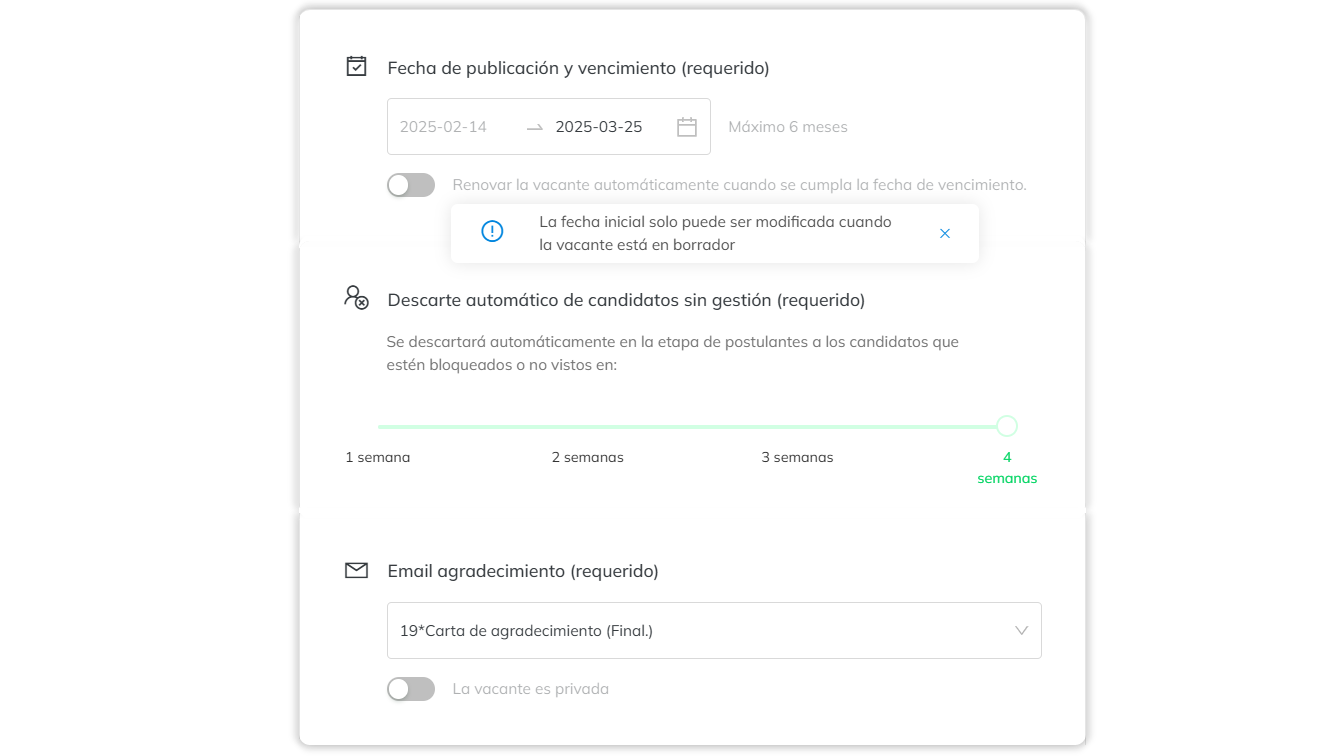 Fecha de publicación y vencimiento (requerido)
2025-02-14 2025-03-25 Máximo 6 meses
Renovar la vacante automáticamente cuando se cumpla la fecha de vencimiento.
La fecha inicial solo puede ser modificada cuando
la vacante está en borrador
Descarte automático de candidatos sin gestión (requerido)
Se descartará automáticamente en la etapa de postulantes a los candidatos que
estén bloqueados o no vistos en:
1 semana 2 semanas 3 semanas 4
semanas
Email agradecimiento (requerido)
19*Carta de agradecimiento (Final.)
La vacante es privada